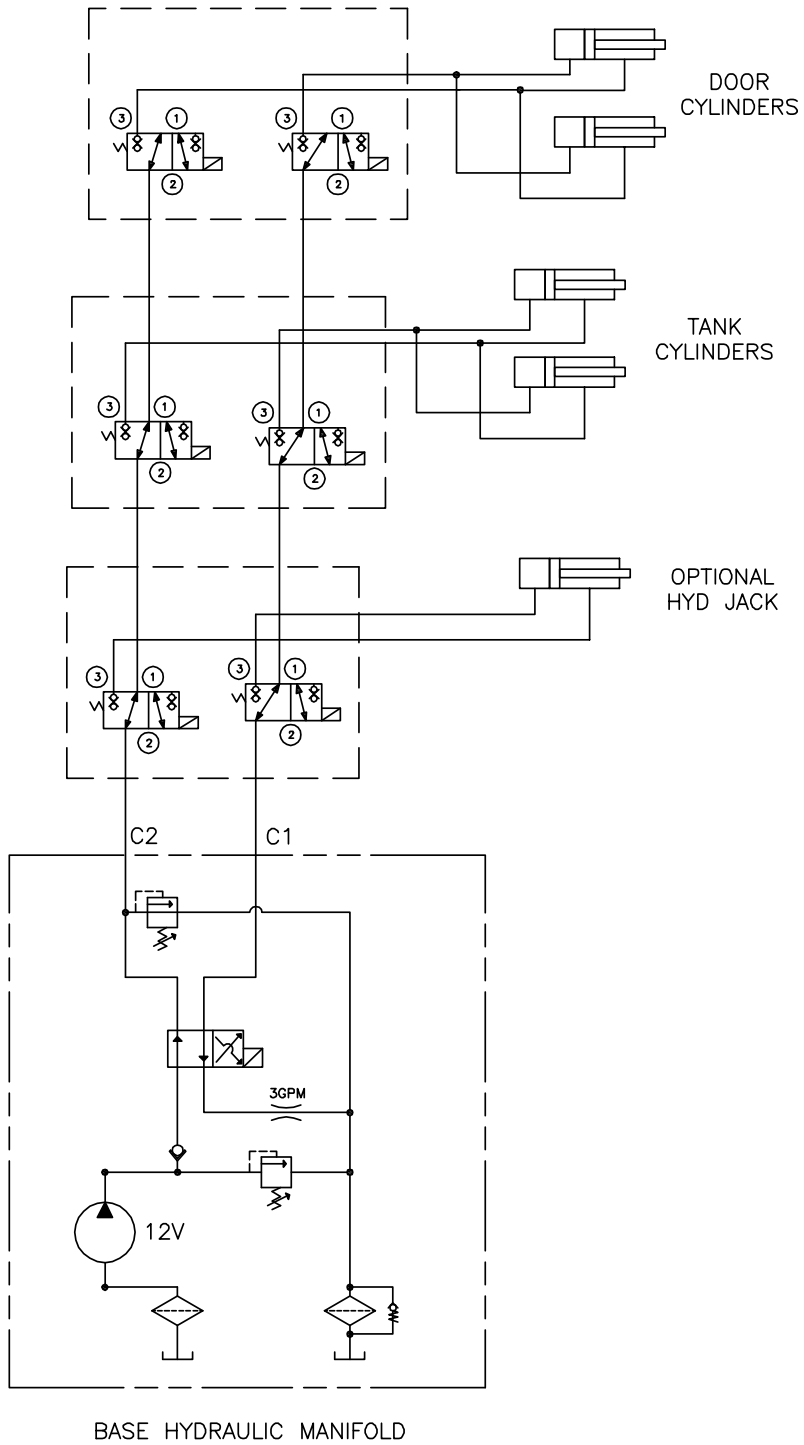 DOOR
CYLINDERS
3 1 3 1
2 2
TANK
CYLINDERS
3 1 3 1
2 2
OPTIONAL
HYD JACK
3 1 3 1
2 2
C2 C1
3GPM
12V
BASE HYDRAULIC MANIFOLD